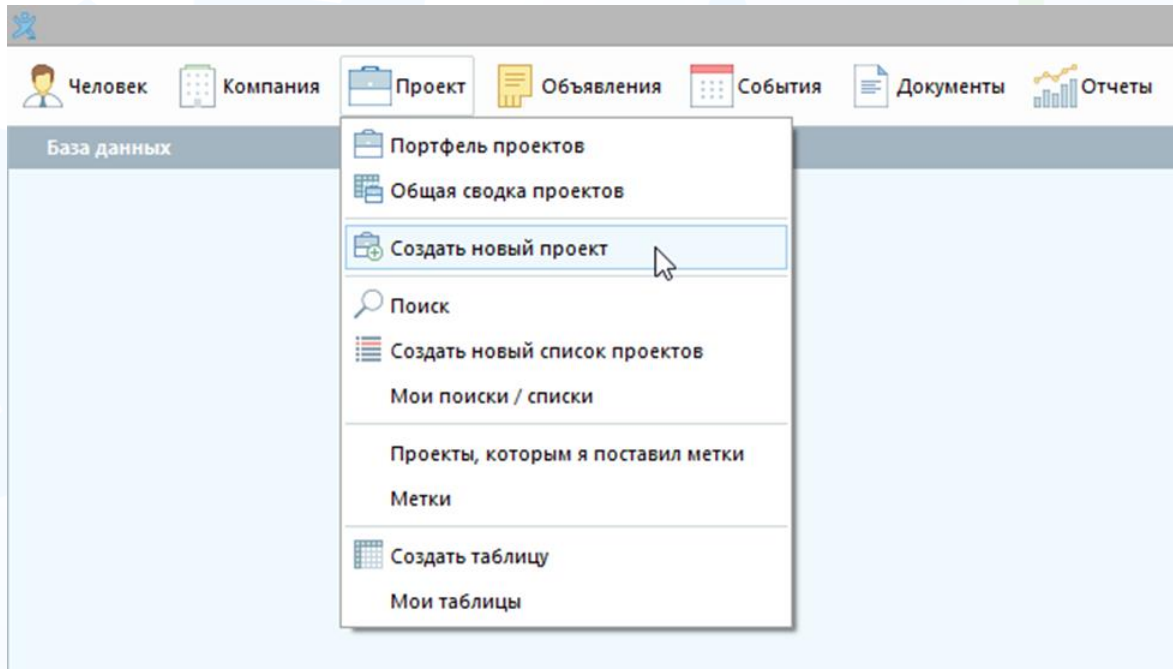 Человек Компания Проект Объявления События Документы Отчеты
База данных
Портфель проектов
Общая сводка проектов
Создать новый проект
Поиск
Создать новый список проектов
Мои поиски / списки
Проекты, которым я поставил метки
Метки
Создать таблицу
Мои таблицы